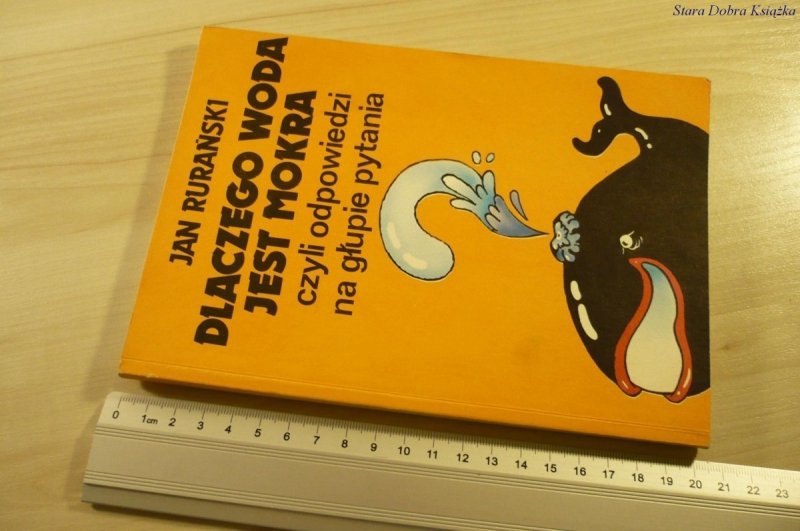 Stara Dobra Książka
JAN RURAŃSKI
DLACZEGO WODA
JEST MOKRA
czyli odpowiedzi
na głupie pytania
0 1cm 2 3 4 5 6 7 8 9 10 11 12 13 14 15 16 17 18 19 20 21 22 23